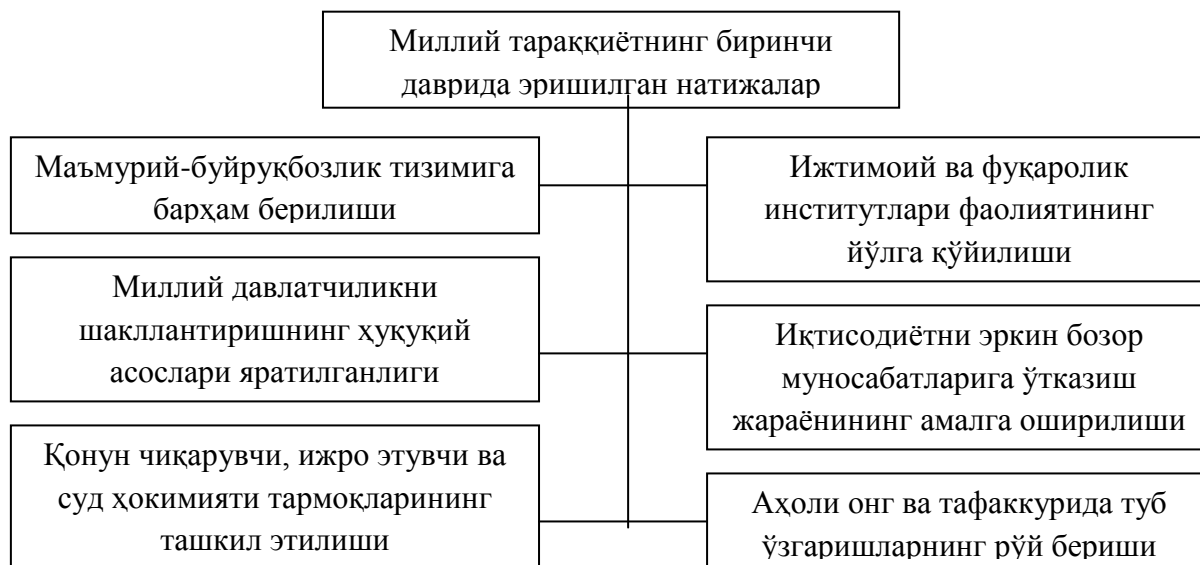 Миллий тараққиётнинг биринчи
даврида эришилган натижалар
Маъмурий-буйруқбозлик тизимига
барҳам берилиши
Миллий давлатчиликни
шакллантиришнинг ҳуқуқий
асослари яратилганлиги
Қонун чиқарувчи, ижро этувчи ва
суд ҳокимияти тармоқларининг
ташкил этилиши
Ижтимоий ва фуқаролик
институтлари фаолиятининг
йўлга қўйилиши
Иқтисодиётни эркин бозор
муносабатларига ўтказиш
жараёнининг амалга оширилиши
Аҳоли онг ва тафаккурида туб
ўзгаришларнинг рўй бериши